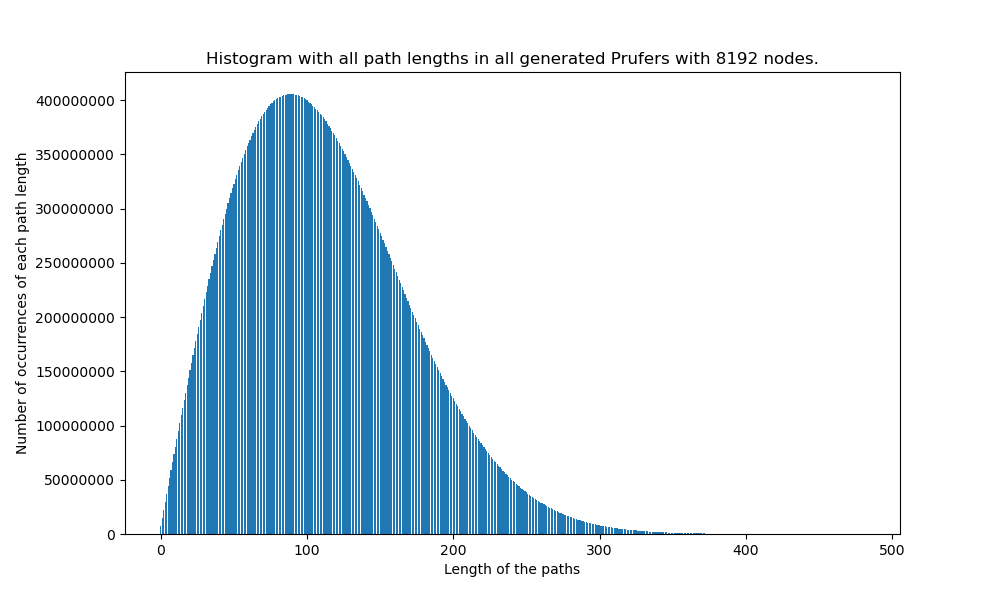 Histogram with all path lengths in all generated Prufers with 8192 nodes.
Number of occurrences of each path length
400000000
350000000
300000000
250000000
200000000
150000000
100000000
50000000
0
0 100 200 300 400 500
Length of the paths